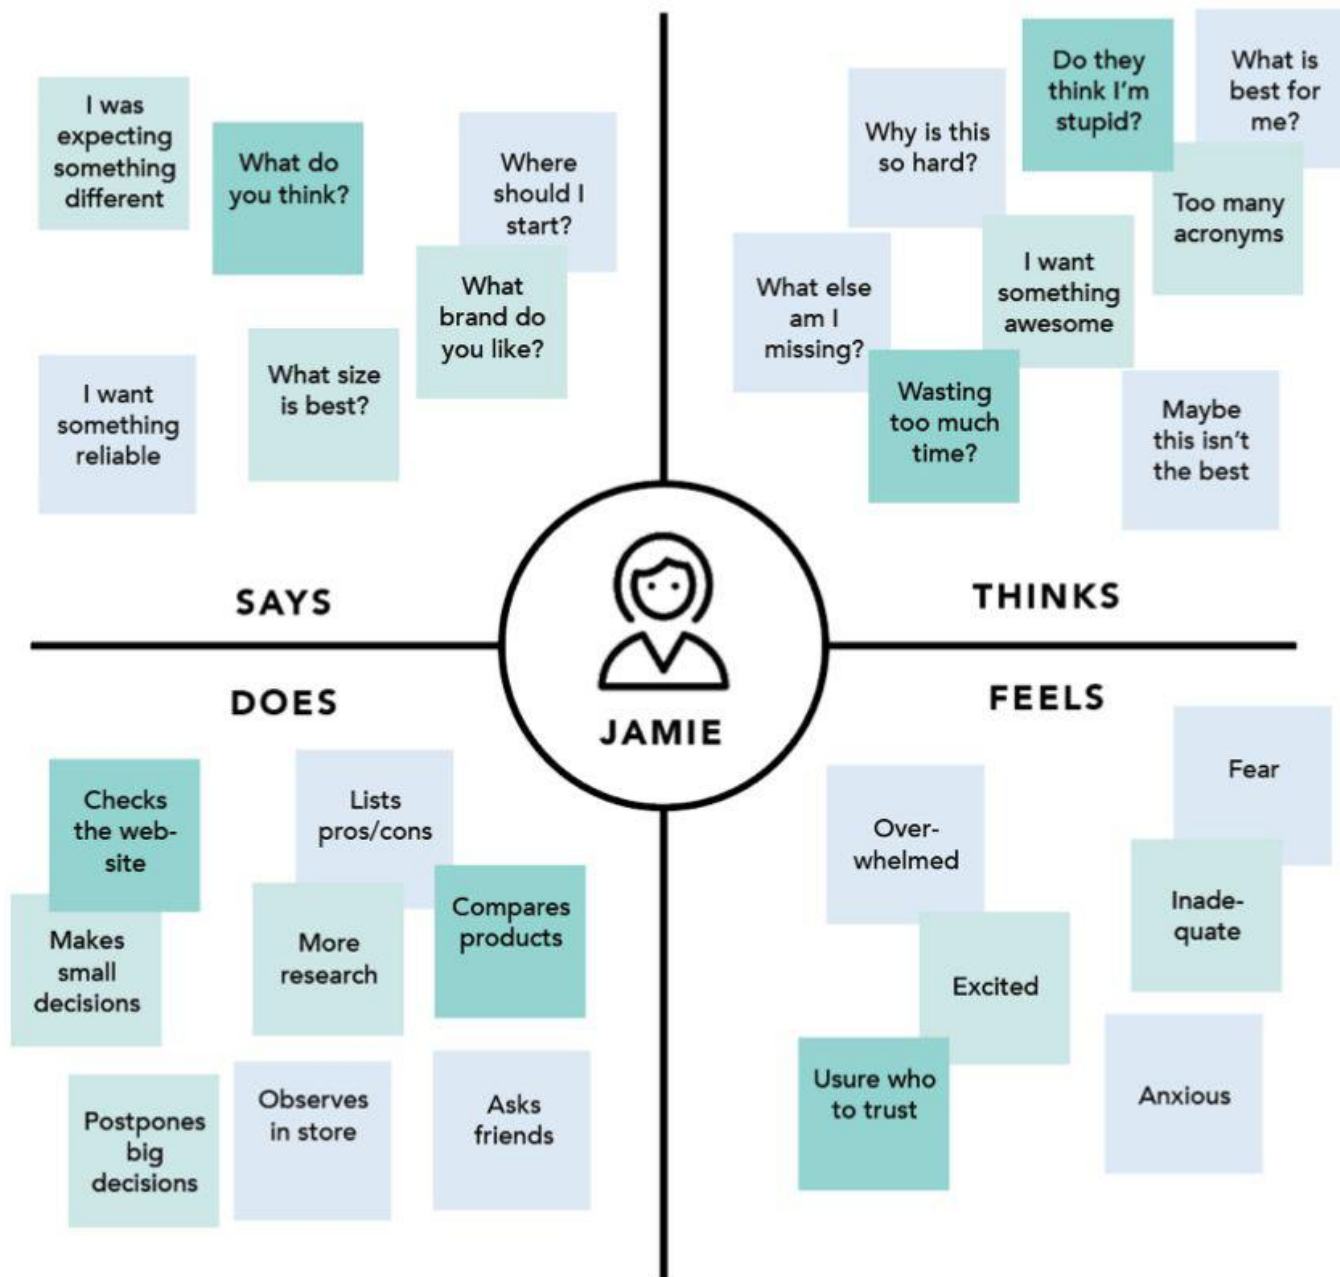 I was
expecting
something
different
What do
you think?
Where
should I
start?
What
brand do
you like?
What size
is best?
I want
something
reliable
SAYS
Do they
think I'm
stupid?
What is
best for
me?
Why is this
so hard?
Too many
acronyms
I want
something
awesome
What else
am I
missing?
Wasting
too much
time?
Maybe
this isn't
the best
THINKS
JAMIE
DOES
Checks
the web-
site
Lists
pros/cons
Compares
products
Makes
small
decisions
More
research
Postpones
big
decisions
Observes
in store
Asks
friends
FEELS
Fear
Over-
whelmed
Inade-
quate
Excited
Usure who
to trust
Anxious